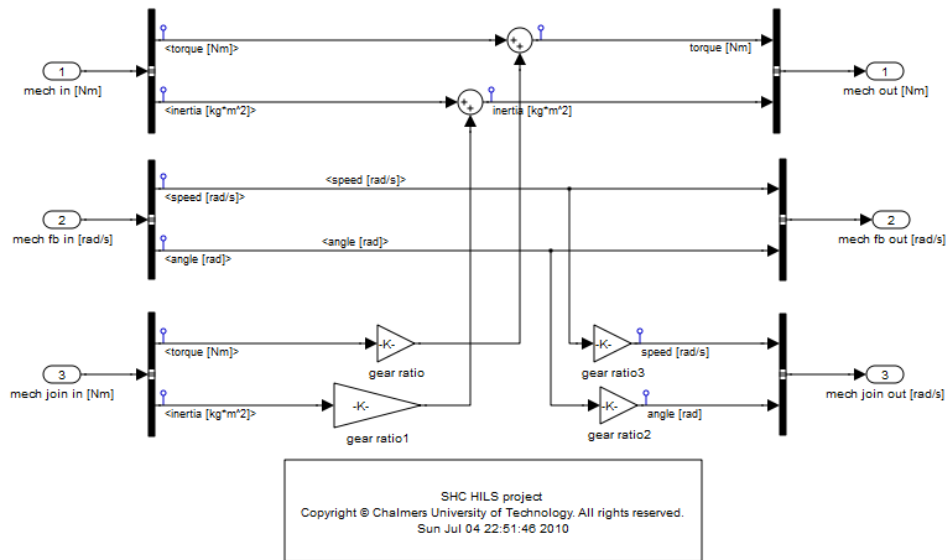 <torque [Nm]>
torque [Nm]
1
mech in [Nm]
1
mech out [Nm]
<inertia [kg*m^2]>
inertia [kg*m^2]
<speed [rad/s]>
<speed [rad/s]>
2
mech fb in [rad/s]
2
mech fb out [rad/s]
<angle [rad]>
<angle [rad]>
<torque [Nm]>
-K-
gear ratio
-K-
gear ratio3
speed [rad/s]
3
mech join in [Nm]
3
mech join out [rad/s]
<inertia [kg*m^2]>
-K-
gear ratio1
-K-
gear ratio2
angle [rad]
SHC HILS project
Copyright © Chalmers University of Technology. All rights reserved.
Sun Jul 04 22:51:46 2010